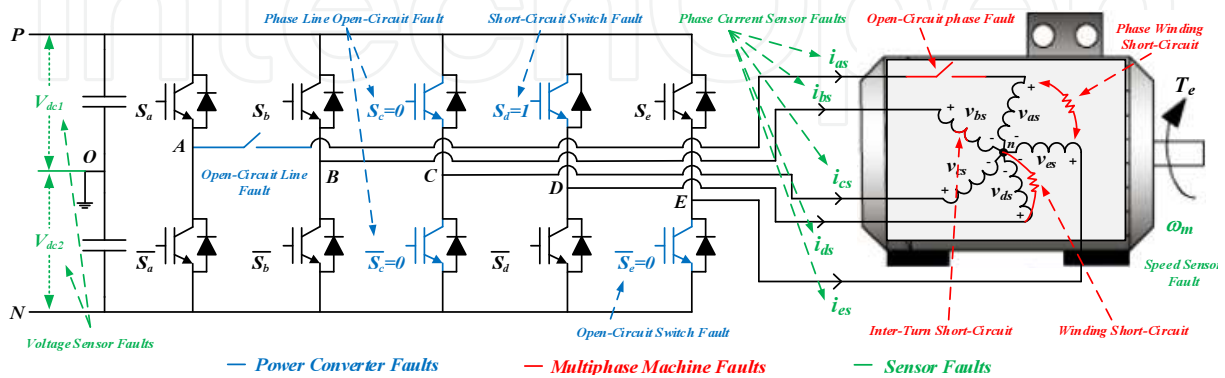 Phase Line Open-Circuit Fault
Short-Circuit Switch Fault
Phase Current Sensor Faults
Open-Circuit phase Fault
Phase Winding
Short-Circuit
P
V_dc1
O
V_dc2
N
S_a
S_b
S_c=0
S_d=1
S_e
A
B
C
D
E
Open-Circuit Line
Fault
S̅_a
S̅_b
S̅_c=0
S̅_d
S̅_e=0
i_as
i_bs
i_cs
i_ds
i_es
+
+
v_bs
v_as
-
-
n
-
-
-
v_cs
v_es
+
+
v_ds
+
T_e
ω_m
Speed Sensor
Fault
Voltage Sensor Faults
Open-Circuit Switch Fault
Inter-Turn Short-Circuit
Winding Short-Circuit
Power Converter Faults
Multiphase Machine Faults
Sensor Faults